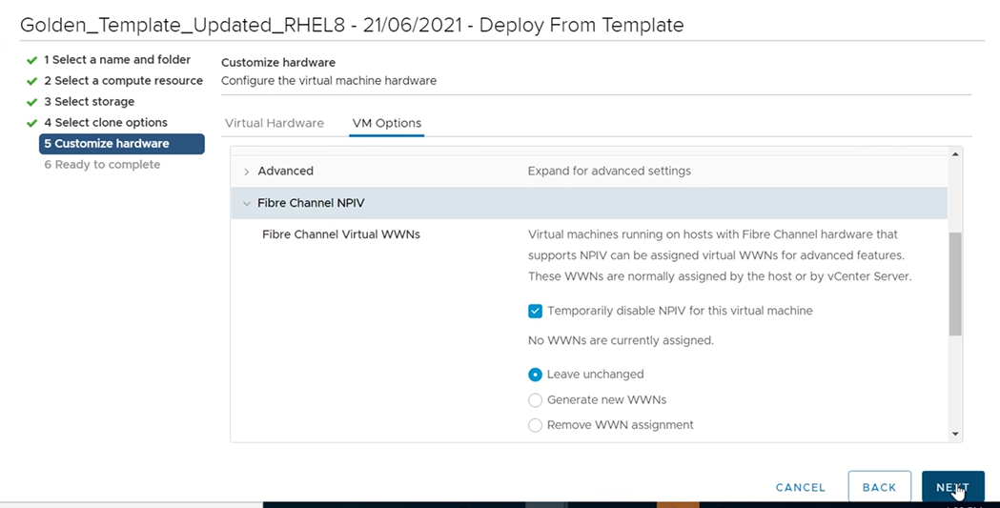 Golden_Template_Updated_RHEL8 - 21/06/2021 - Deploy From Template
1 Select a name and folder
2 Select a compute resource
3 Select storage
4 Select clone options
5 Customize hardware
6 Ready to complete
Customize hardware
Configure the virtual machine hardware
Virtual Hardware VM Options
Advanced Expand for advanced settings
Fibre Channel NPIV
Fibre Channel Virtual WWNs
Virtual machines running on hosts with Fibre Channel hardware that
supports NPIV can be assigned virtual WWNs for advanced features.
These WWNs are normally assigned by the host or by vCenter Server.
Temporarily disable NPIV for this virtual machine
No WWNs are currently assigned.
Leave unchanged
Generate new WWNs
Remove WWN assignment
CANCEL BACK NEXT